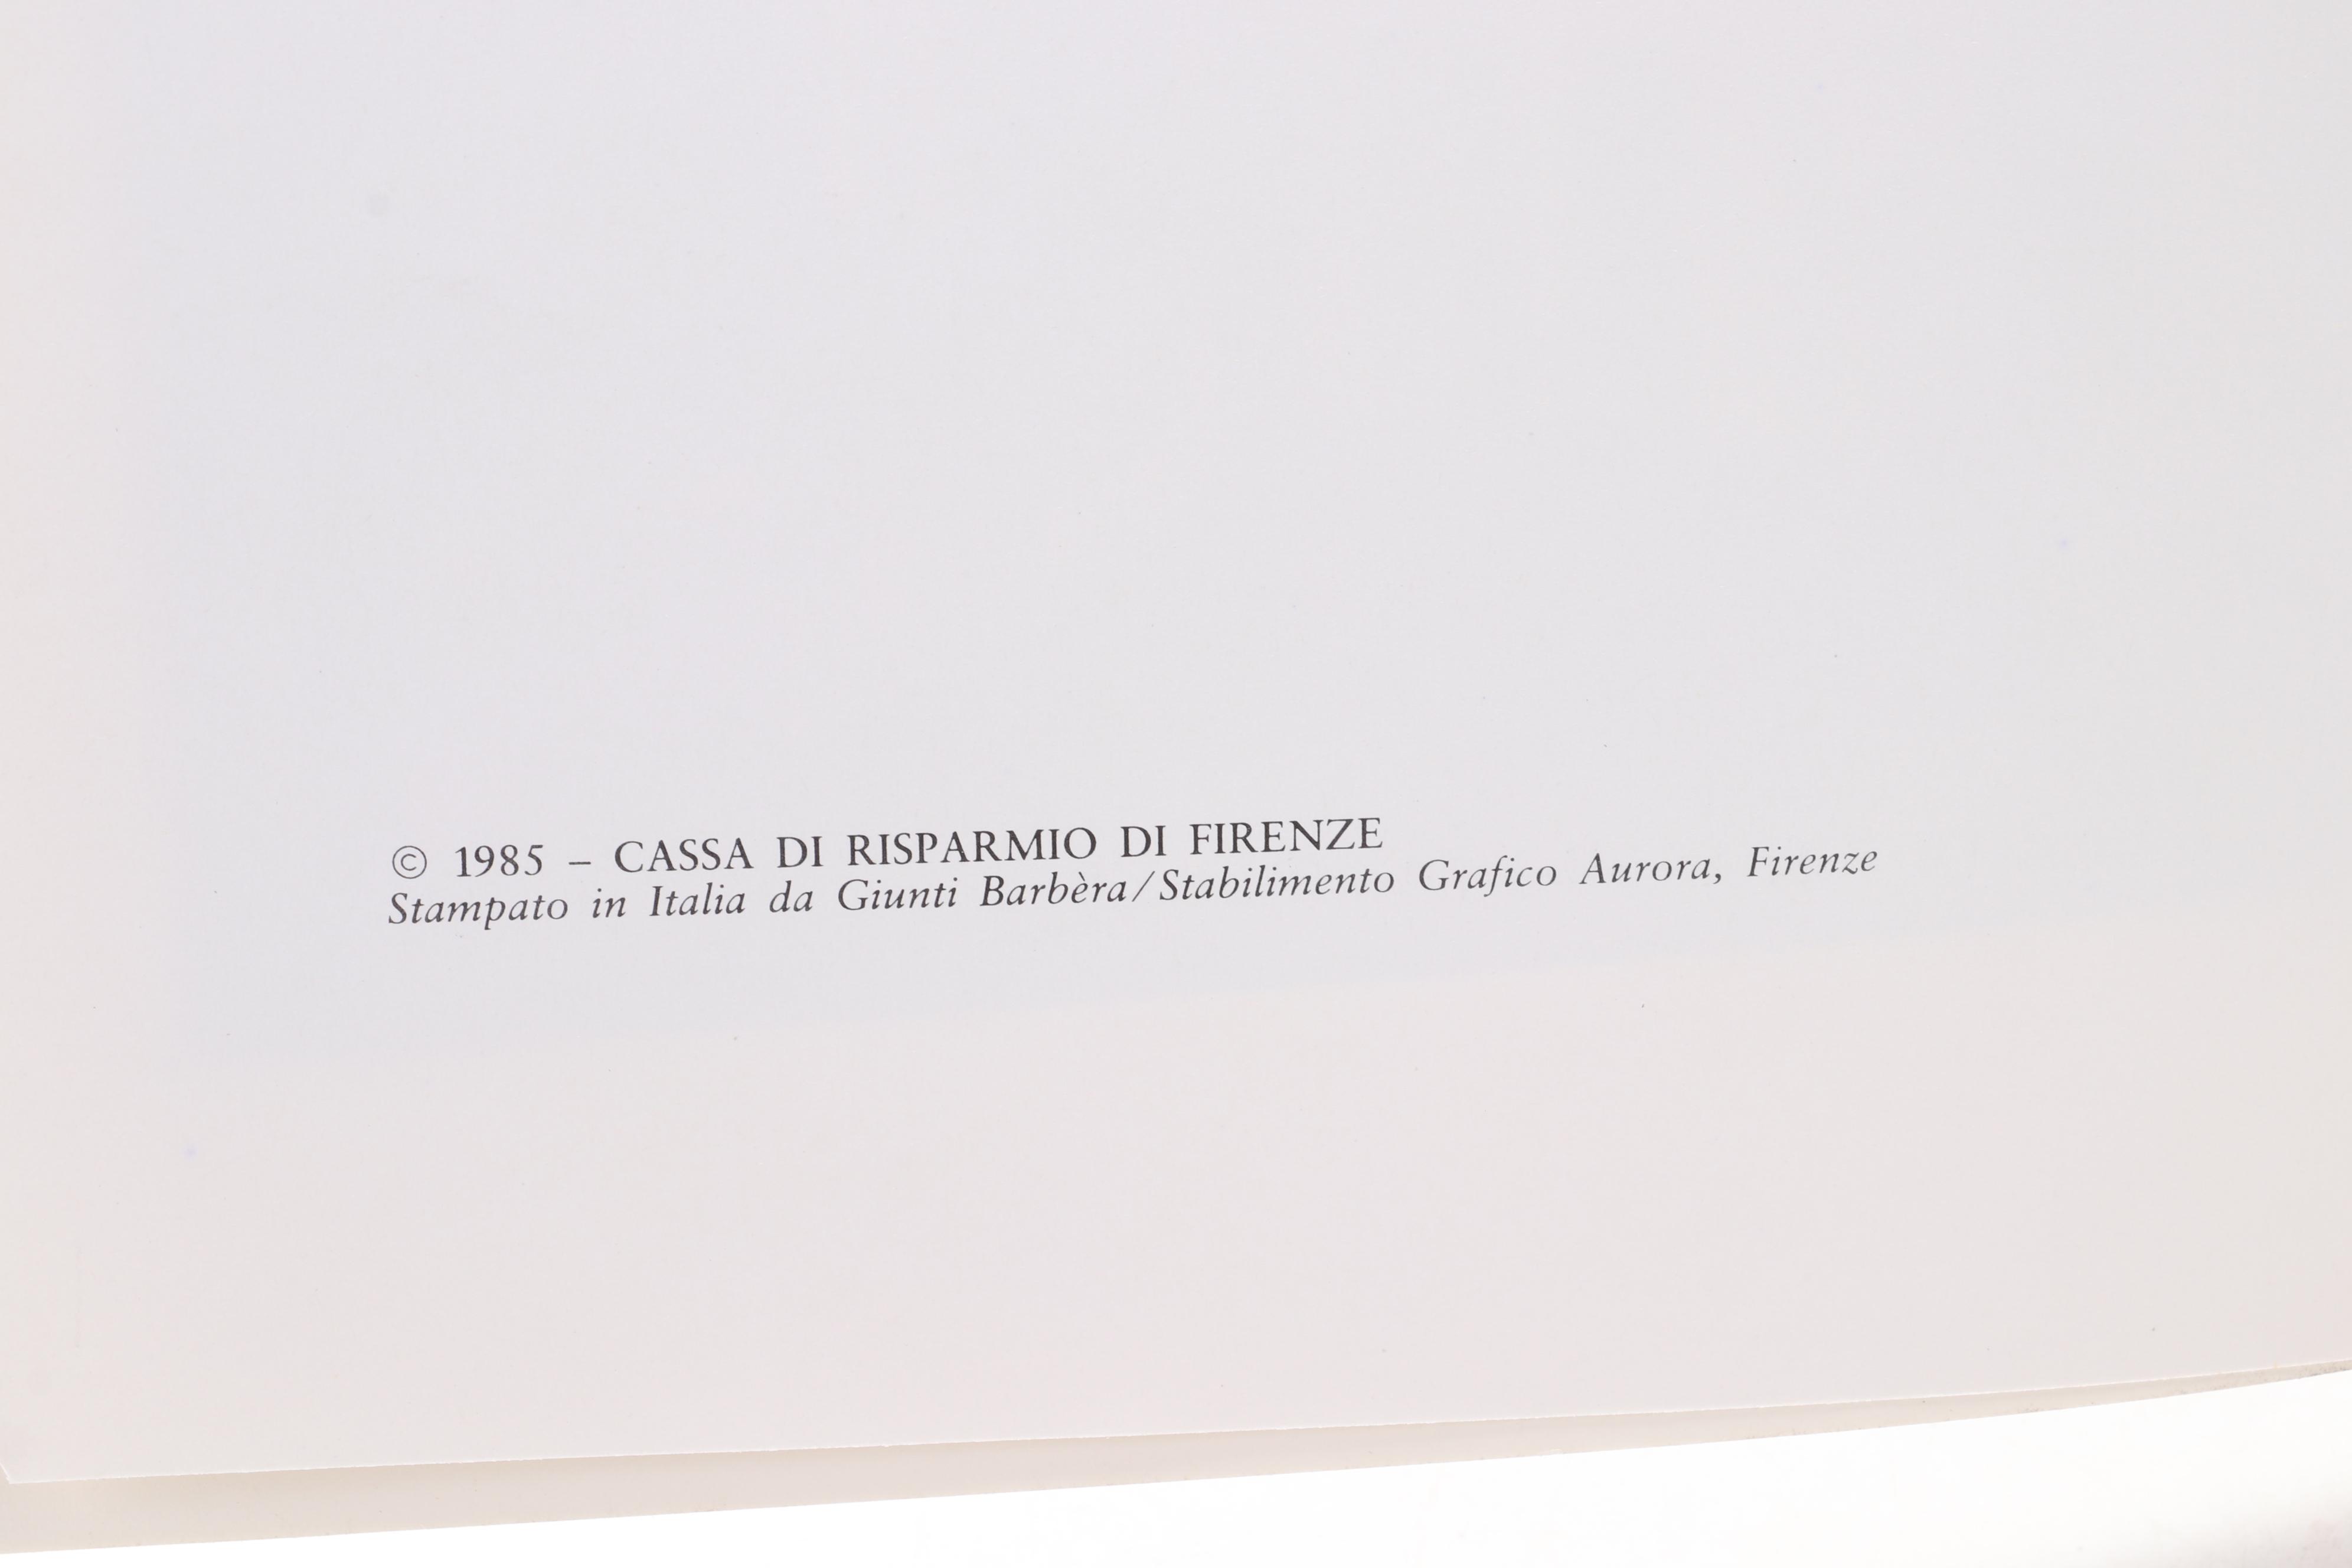 © 1985 – CASSA DI RISPARMIO DI FIRENZE
Stampato in Italia da Giunti Barbèra/Stabilimento Grafico Aurora, Firenze